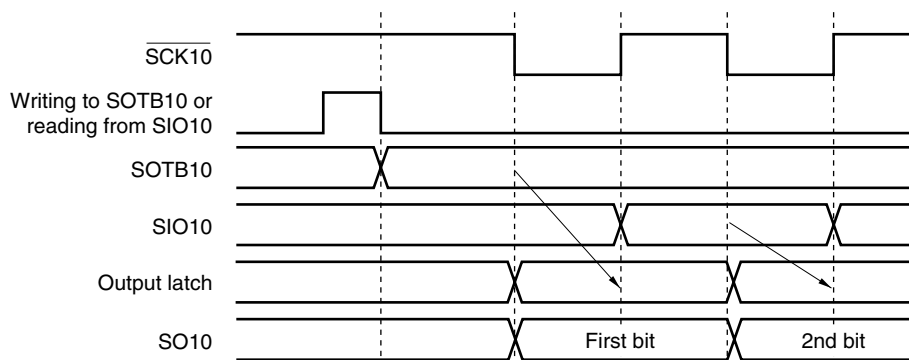 SCK10
Writing to SOTB10 or
reading from SIO10
SOTB10
SIO10
Output latch
SO10
First bit
2nd bit